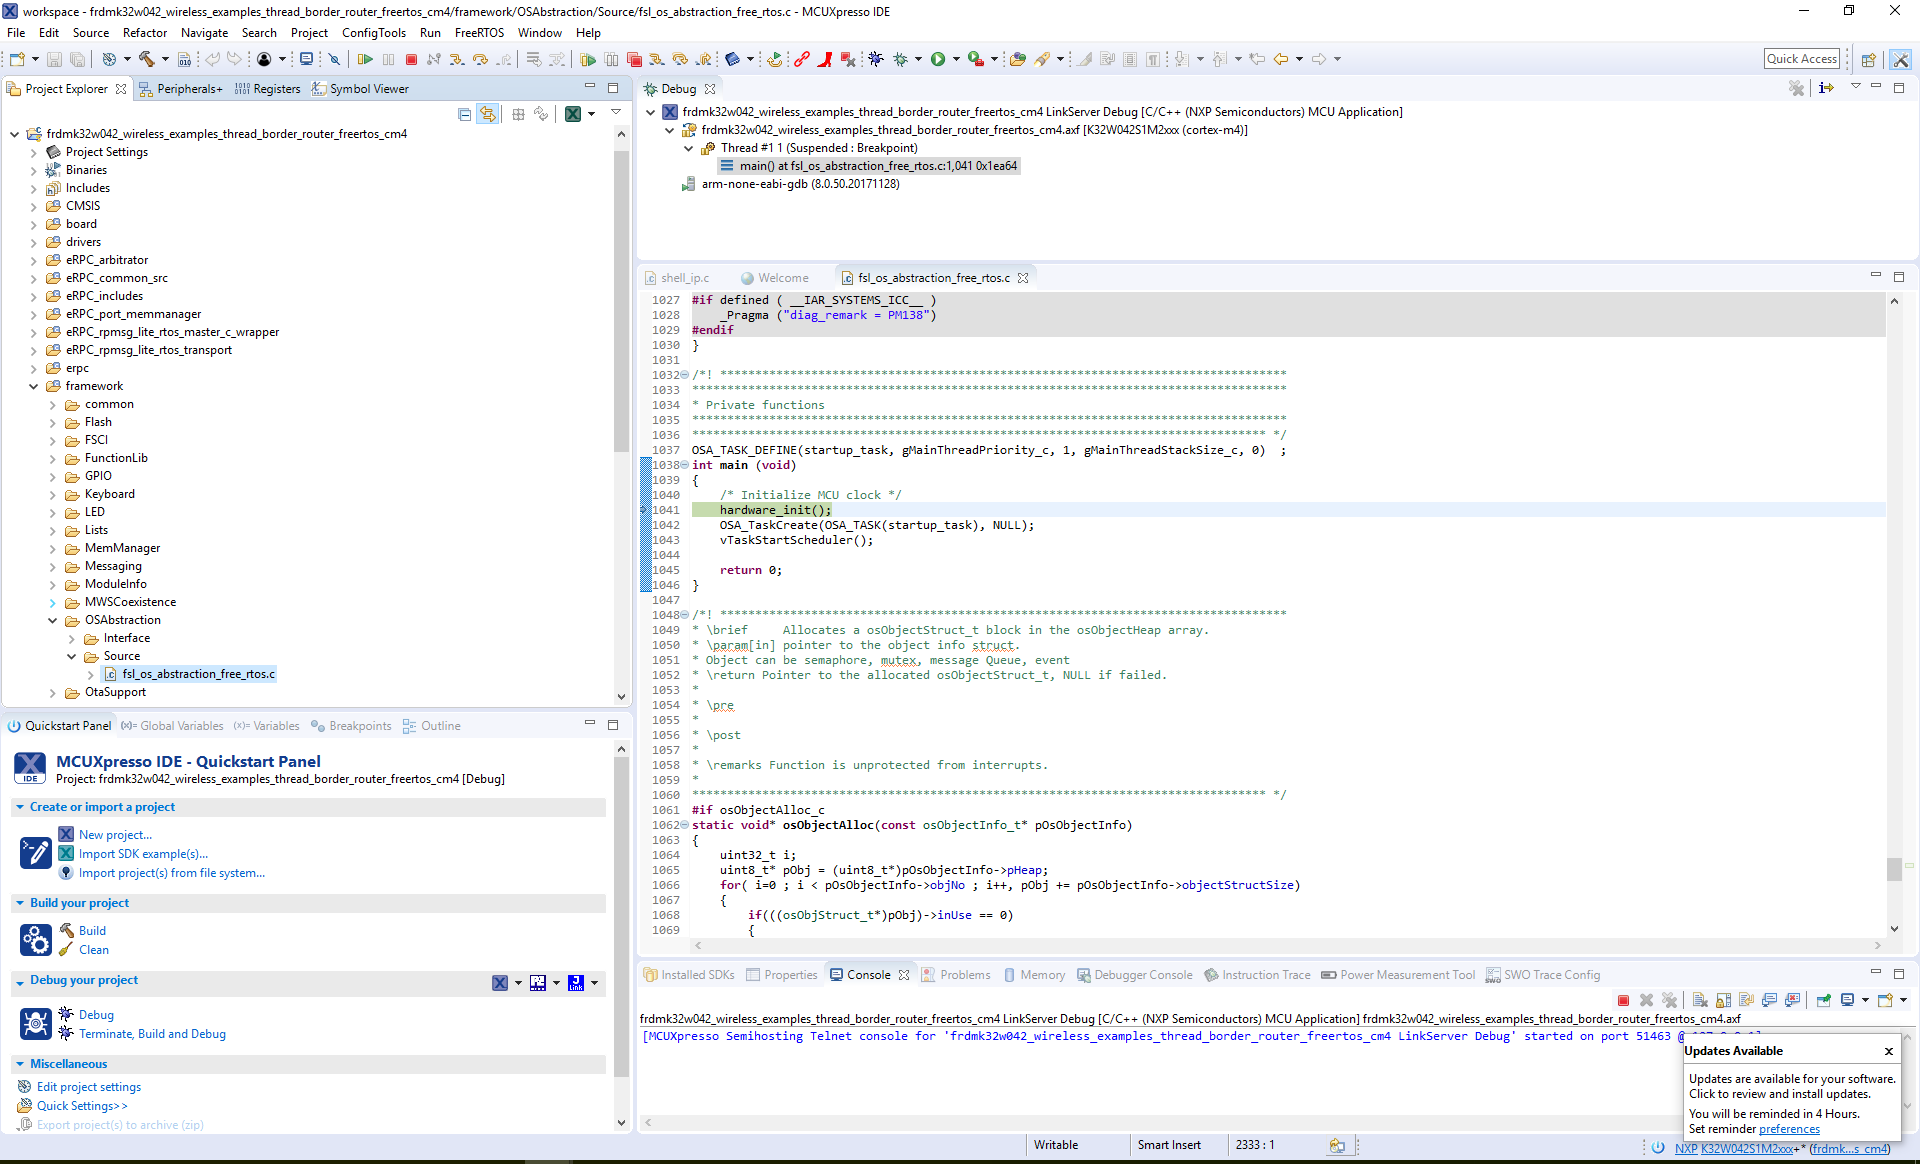 workspace - frdmk32w042_wireless_examples_thread_border_router_freertos_cm4/framework/OSAbstraction/Source/fsl_os_abstraction_free_rtos.c - MCUXpresso IDE
File Edit Source Refactor Navigate Search Project ConfigTools Run FreeRTOS Window Help
Quick Access
Project Explorer Peripherals+ Registers Symbol Viewer
frdmk32w042_wireless_examples_thread_border_router_freertos_cm4
Project Settings
Binaries
Includes
CMSIS
board
drivers
eRPC_arbitrator
eRPC_common_src
eRPC_includes
eRPC_port_memmanager
eRPC_rpmsg_lite_rtos_master_c_wrapper
eRPC_rpmsg_lite_rtos_transport
erpc
framework
common
Flash
FSCI
FunctionLib
GPIO
Keyboard
LED
Lists
MemManager
Messaging
ModuleInfo
MWSCoexistence
OSAbstraction
Interface
Source
fsl_os_abstraction_free_rtos.c
OtaSupport
Quickstart Panel (x)= Global Variables (x)= Variables Breakpoints Outline
IDE
MCUXpresso IDE - Quickstart Panel
Project: frdmk32w042_wireless_examples_thread_border_router_freertos_cm4 [Debug]
Create or import a project
New project...
Import SDK example(s)...
Import project(s) from file system...
Build your project
Build
Clean
Debug your project
Debug
Terminate, Build and Debug
Miscellaneous
Edit project settings
Quick Settings>>
Export project(s) to archive (zip)
Debug
frdmk32w042_wireless_examples_thread_border_router_freertos_cm4 LinkServer Debug [C/C++ (NXP Semiconductors) MCU Application]
frdmk32w042_wireless_examples_thread_border_router_freertos_cm4.axf [K32W042S1M2xxx (cortex-m4)]
Thread #1 1 (Suspended : Breakpoint)
main() at fsl_os_abstraction_free_rtos.c:1,041 0x1ea64
arm-none-eabi-gdb (8.0.50.20171128)
shell_ip.c Welcome fsl_os_abstraction_free_rtos.c
1027 #if defined ( __IAR_SYSTEMS_ICC__ )
1028 _Pragma ("diag_remark = PM138")
1029 #endif
1030 }
1031
1032 /*! *********************************************************************************
1033 *************************************************************************************
1034 * Private functions
1035 *************************************************************************************
1036 ********************************************************************************** */
1037 OSA_TASK_DEFINE(startup_task, gMainThreadPriority_c, 1, gMainThreadStackSize_c, 0) ;
1038 int main (void)
1039 {
1040 /* Initialize MCU clock */
1041 hardware_init();
1042 OSA_TaskCreate(OSA_TASK(startup_task), NULL);
1043 vTaskStartScheduler();
1044
1045 return 0;
1046 }
1047
1048 /*! *********************************************************************************
1049 * \brief Allocates a osObjectStruct_t block in the osObjectHeap array.
1050 * \param[in] pointer to the object info struct.
1051 * Object can be semaphore, mutex, message Queue, event
1052 * \return Pointer to the allocated osObjectStruct_t, NULL if failed.
1053 *
1054 * \pre
1055 *
1056 * \post
1057 *
1058 * \remarks Function is unprotected from interrupts.
1059 *
1060 ********************************************************************************** */
1061 #if osObjectAlloc_c
1062 static void* osObjectAlloc(const osObjectInfo_t* pOsObjectInfo)
1063 {
1064 uint32_t i;
1065 uint8_t* pObj = (uint8_t*)pOsObjectInfo->pHeap;
1066 for( i=0 ; i < pOsObjectInfo->objNo ; i++, pObj += pOsObjectInfo->objectStructSize)
1067 {
1068 if(((osObjStruct_t*)pObj)->inUse == 0)
1069 {
Installed SDKs Properties Console Problems Memory Debugger Console Instruction Trace Power Measurement Tool SWO Trace Config
frdmk32w042_wireless_examples_thread_border_router_freertos_cm4 LinkServer Debug [C/C++ (NXP Semiconductors) MCU Application] frdmk32w042_wireless_examples_thread_border_router_freertos_cm4.axf
[MCUXpresso Semihosting Telnet console for 'frdmk32w042_wireless_examples_thread_border_router_freertos_cm4 LinkServer Debug' started on port 51463 @
Updates Available
Updates are available for your software.
Click to review and install updates.
You will be reminded in 4 Hours.
Set reminder preferences
Writable Smart Insert 2333 : 1
NXP K32W042S1M2xxx+* (frdmk...s_cm4)